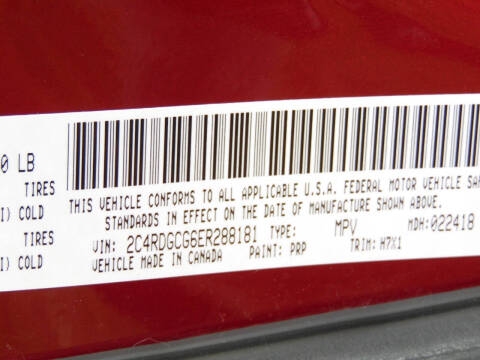 0 LB
TIRES
I) COLD
TIRES
I) COLD
THIS VEHICLE CONFORMS TO ALL APPLICABLE U.S.A. FEDERAL MOTOR VEHICLE SA
STANDARDS IN EFFECT ON THE DATE OF MANUFACTURE SHOWN ABOVE.
VIN: 2C4RDGCG6ER288181 TYPE: MPV MDH:022418
VEHICLE MADE IN CANADA PAINT: PRP TRIM: H7X1